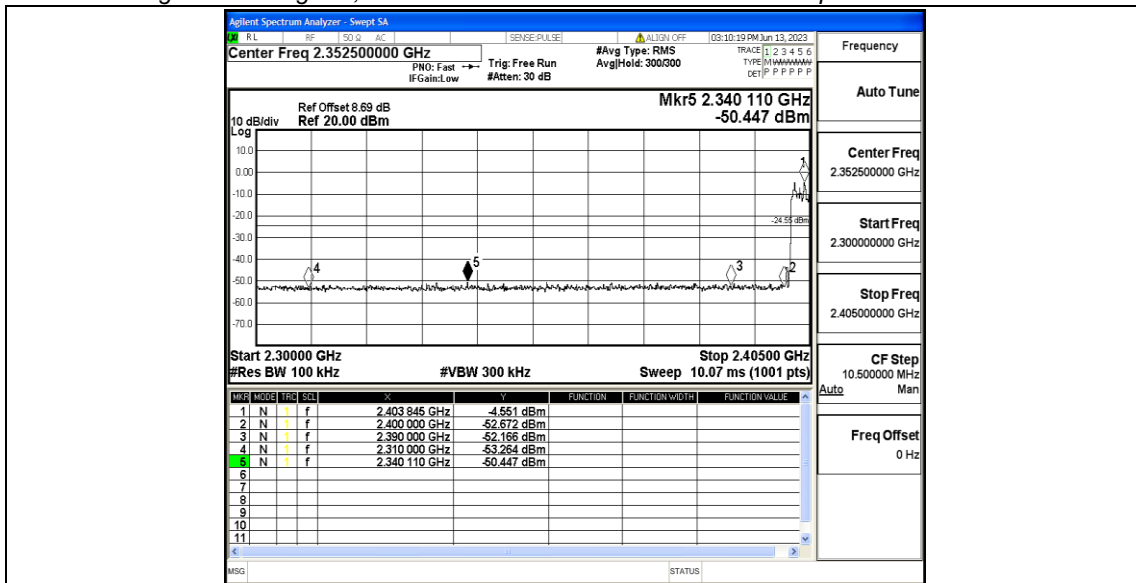 Agilent Spectrum Analyzer - Swept SA
RL RF 50 Ω AC SENSE:PULSE ALIGN OFF 03:10:19 PM Jun 13, 2023
Center Freq 2.352500000 GHz
PNO: Fast
IFGain:Low
Trig: Free Run
#Atten: 30 dB
#Avg Type: RMS
Avg|Hold: 300/300
TRACE 1 2 3 4 5 6
TYPE M
DET P P P P P P
Ref Offset 8.69 dB
10 dB/div Ref 20.00 dBm
Log
Mkr5 2.340 110 GHz
-50.447 dBm
10.0
0.00
-10.0
-20.0
-30.0
-40.0
-50.0
-60.0
-70.0
1
-24.55 dBm
4
5
3
2
Start 2.30000 GHz Stop 2.40500 GHz
#Res BW 100 kHz #VBW 300 kHz Sweep 10.07 ms (1001 pts)
MKR MODE TRC SCL X Y FUNCTION FUNCTION WIDTH FUNCTION VALUE
1 N 1 f 2.403 845 GHz -4.551 dBm
2 N 1 f 2.400 000 GHz -52.672 dBm
3 N 1 f 2.390 000 GHz -52.166 dBm
4 N 1 f 2.310 000 GHz -53.264 dBm
5 N 1 f 2.340 110 GHz -50.447 dBm
6
7
8
9
10
11
MSG STATUS
Frequency
Auto Tune
Center Freq
2.352500000 GHz
Start Freq
2.300000000 GHz
Stop Freq
2.405000000 GHz
CF Step
10.500000 MHz
Auto Man
Freq Offset
0 Hz